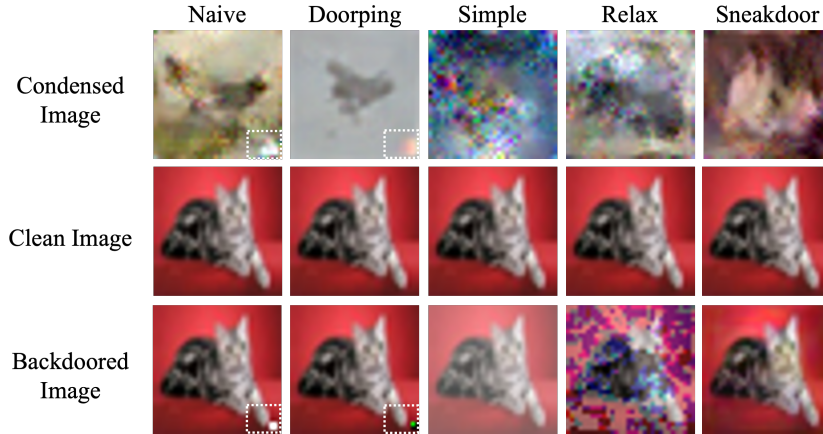 Naive Doorping Simple Relax Sneakdoor
Condensed
Image
Clean Image
Backdoored
Image